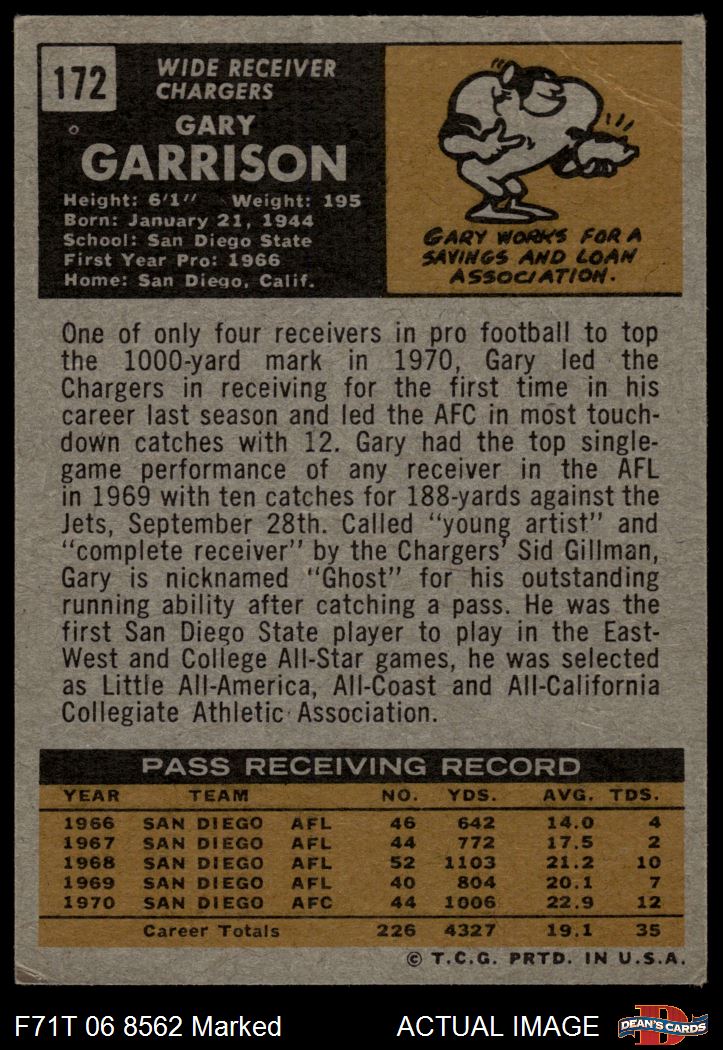 172
WIDE RECEIVER
CHARGERS
GARY
GARRISON
Height: 6'1" Weight: 195
Born: January 21, 1944
School: San Diego State
First Year Pro: 1966
Home: San Diego, Calif.
GARY WORKS FOR A
SAVINGS AND LOAN
ASSOCIATION.
One of only four receivers in pro football to top
the 1000-yard mark in 1970, Gary led the
Chargers in receiving for the first time in his
career last season and led the AFC in most touch-
down catches with 12. Gary had the top single-
game performance of any receiver in the AFL
in 1969 with ten catches for 188-yards against the
Jets, September 28th. Called "young artist" and
"complete receiver" by the Chargers' Sid Gillman,
Gary is nicknamed "Ghost" for his outstanding
running ability after catching a pass. He was the
first San Diego State player to play in the East-
West and College All-Star games, he was selected
as Little All-America, All-Coast and All-California
Collegiate Athletic Association.
PASS RECEIVING RECORD
YEAR TEAM NO. YDS. AVG. TDS.
1966 SAN DIEGO AFL 46 642 14.0 4
1967 SAN DIEGO AFL 44 772 17.5 2
1968 SAN DIEGO AFL 52 1103 21.2 10
1969 SAN DIEGO AFL 40 804 20.1 7
1970 SAN DIEGO AFC 44 1006 22.9 12
Career Totals 226 4327 19.1 35
© T.C.G. PRTD. IN U.S.A.
F71T 06 8562 Marked ACTUAL IMAGE
D
DEAN'S CARDS